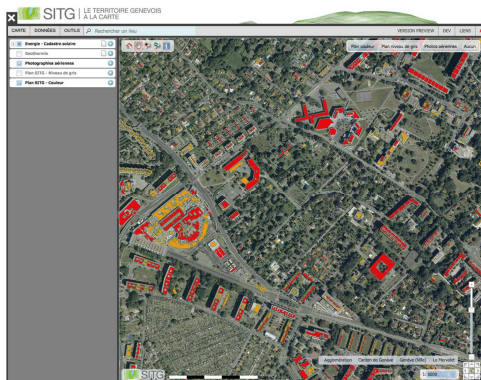 SITG LE TERRITOIRE GENEVOIS
À LA CARTE
CARTE DONNÉES OUTILS Rechercher un lieu VERSION PREVIEW DEV LIENS
Energie - Cadastre solaire
Géothermie
Photographies aériennes
Plan SITG - Niveau de gris
Plan SITG - Couleur
Plan couleur Plan niveau de gris Photos aériennes Aucun
Agglomération Canton de Genève Genève (Ville) Le Mervelet
SITG 1: 5000